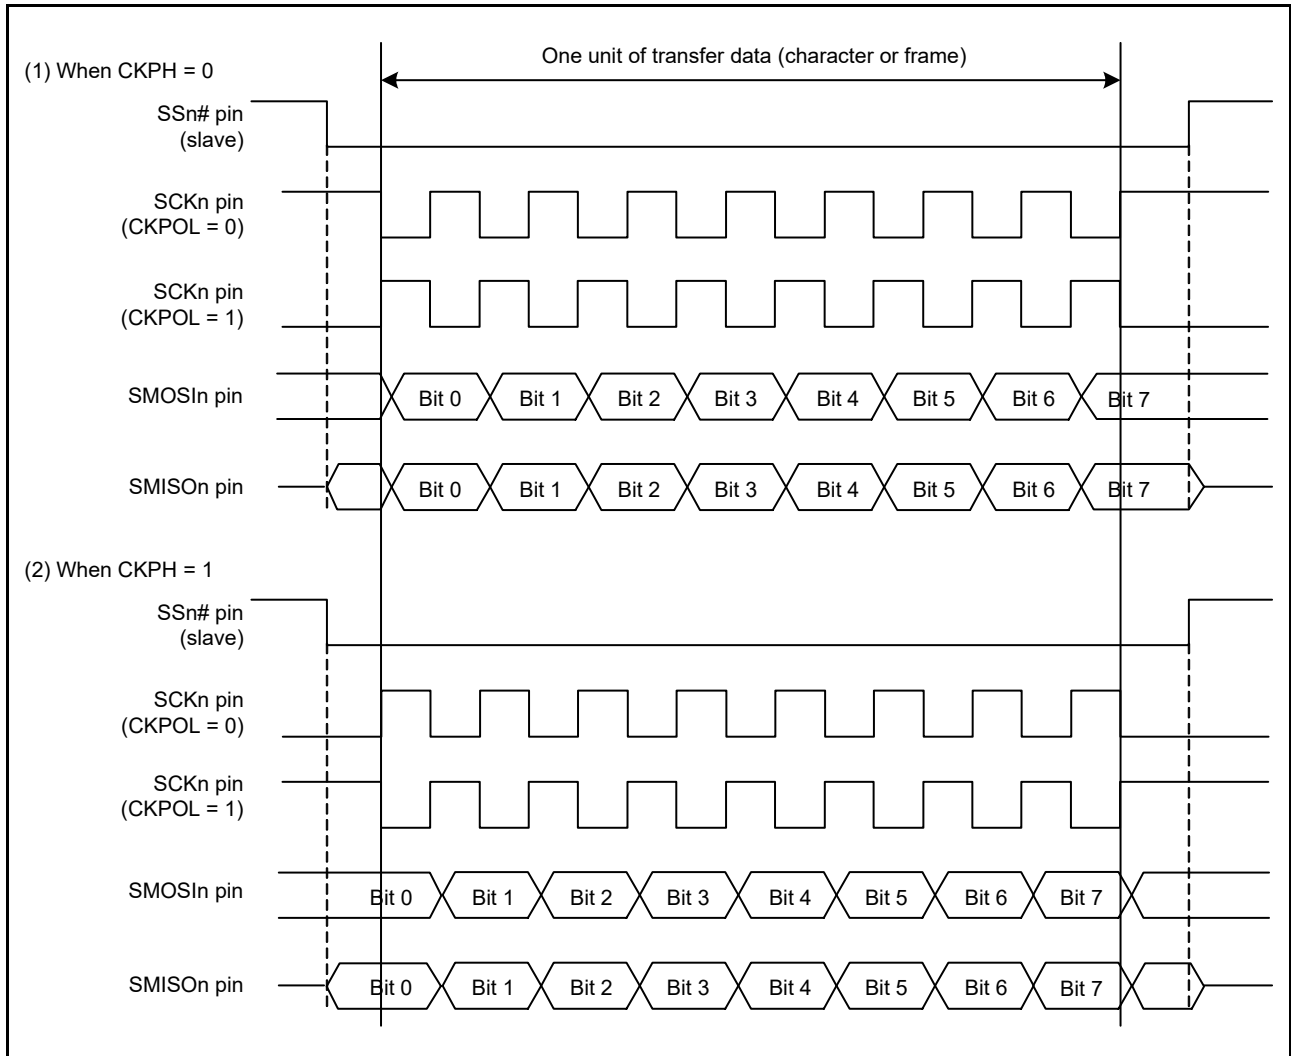 One unit of transfer data (character or frame)
(1) When CKPH = 0
SSn# pin
(slave)
SCKn pin
(CKPOL = 0)
SCKn pin
(CKPOL = 1)
SMOSIn pin
Bit 0 Bit 1 Bit 2 Bit 3 Bit 4 Bit 5 Bit 6 Bit 7
SMISOn pin
Bit 0 Bit 1 Bit 2 Bit 3 Bit 4 Bit 5 Bit 6 Bit 7
(2) When CKPH = 1
SSn# pin
(slave)
SCKn pin
(CKPOL = 0)
SCKn pin
(CKPOL = 1)
SMOSIn pin
Bit 0 Bit 1 Bit 2 Bit 3 Bit 4 Bit 5 Bit 6 Bit 7
SMISOn pin
Bit 0 Bit 1 Bit 2 Bit 3 Bit 4 Bit 5 Bit 6 Bit 7